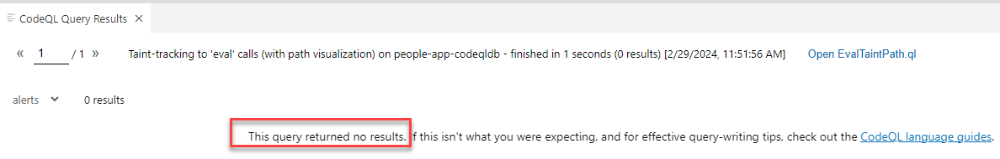 CodeQL Query Results
« 1 / 1 » Taint-tracking to 'eval' calls (with path visualization) on people-app-codeqldb - finished in 1 seconds (0 results) [2/29/2024, 11:51:56 AM] Open EvalTaintPath.ql
alerts 0 results
This query returned no results. If this isn't what you were expecting, and for effective query-writing tips, check out the CodeQL language guides.